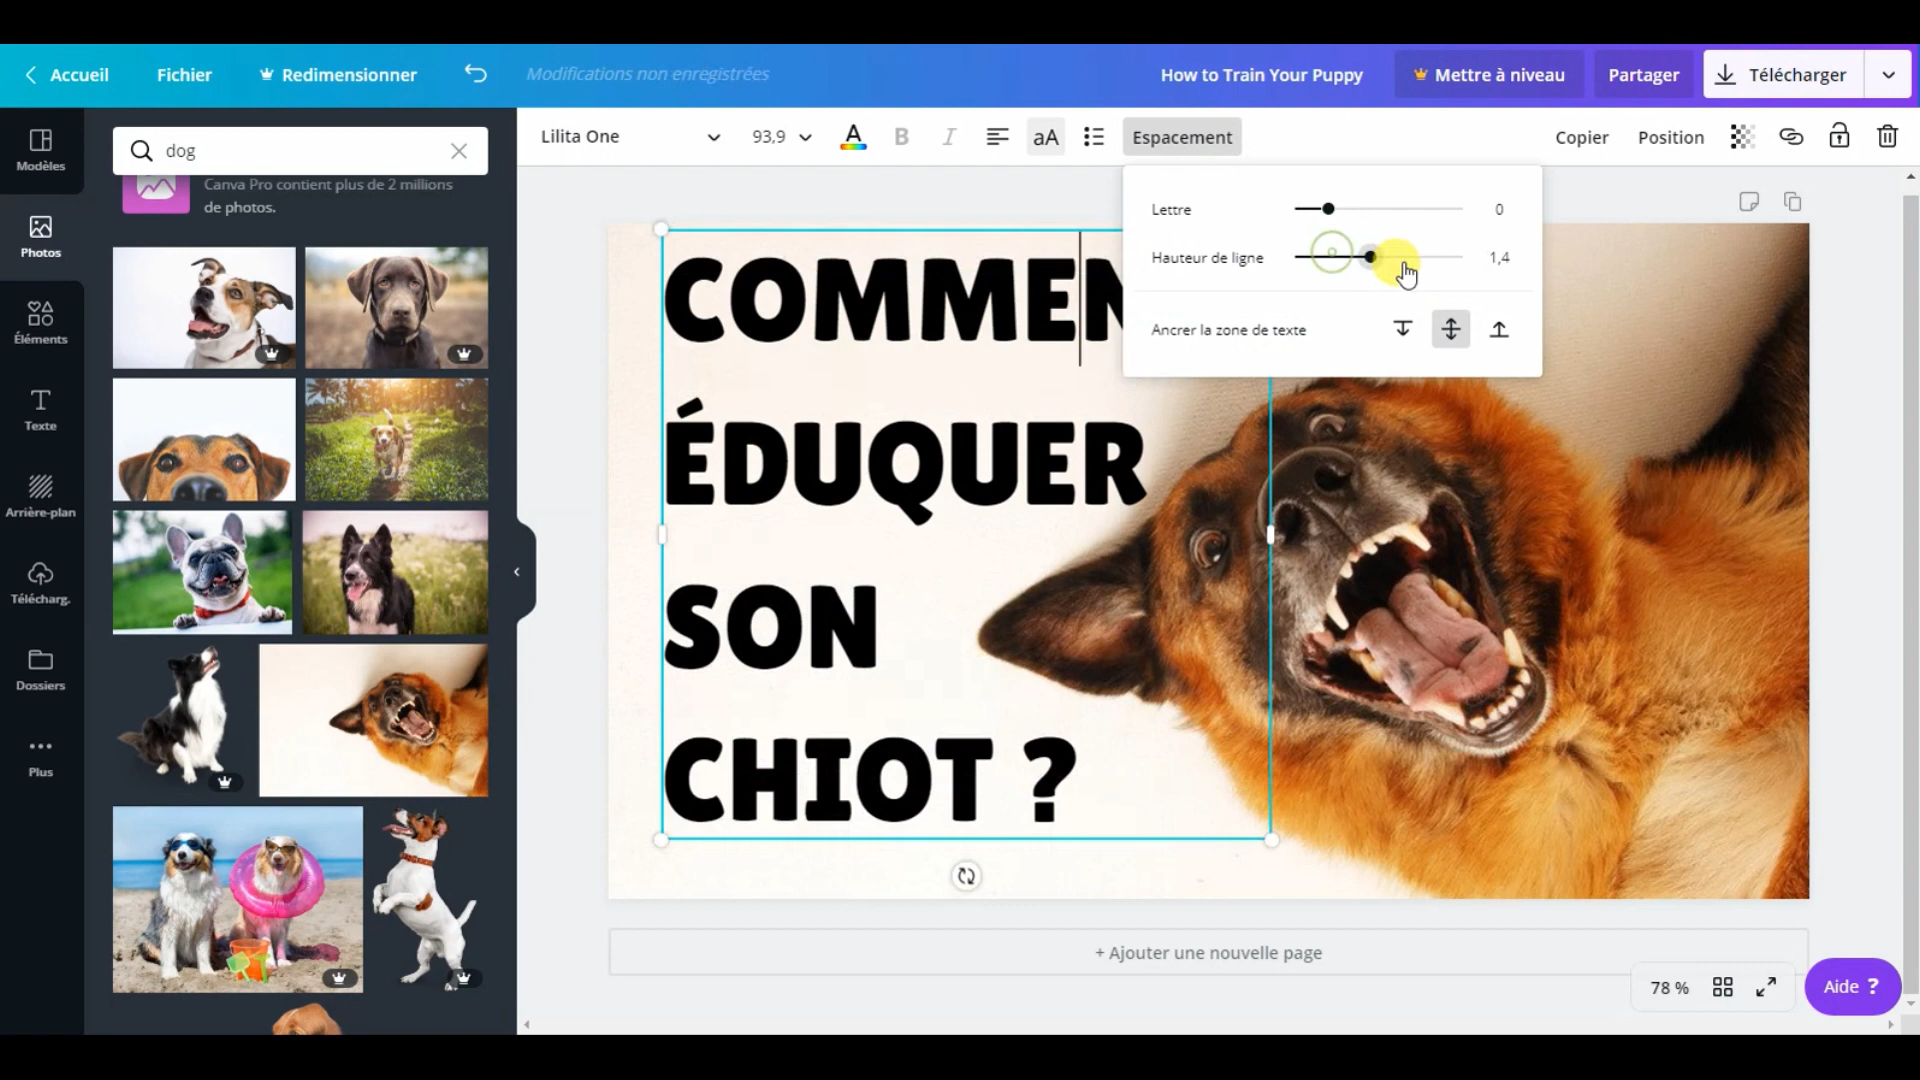 Accueil
Fichier
Redimensionner
Modifications non enregistrées
How to Train Your Puppy
Mettre à niveau
Partager
Télécharger
Modèles
Photos
Éléments
Texte
Arrière-plan
Télécharg.
Dossiers
Plus
dog
Canva Pro contient plus de 2 millions
de photos.
Lilita One
93,9
A
B
I
aA
Espacement
Copier
Position
Lettre
0
Hauteur de ligne
1,4
Ancrer la zone de texte
COMMEN
ÉDUQUER
SON
CHIOT ?
+ Ajouter une nouvelle page
78 %
Aide ?